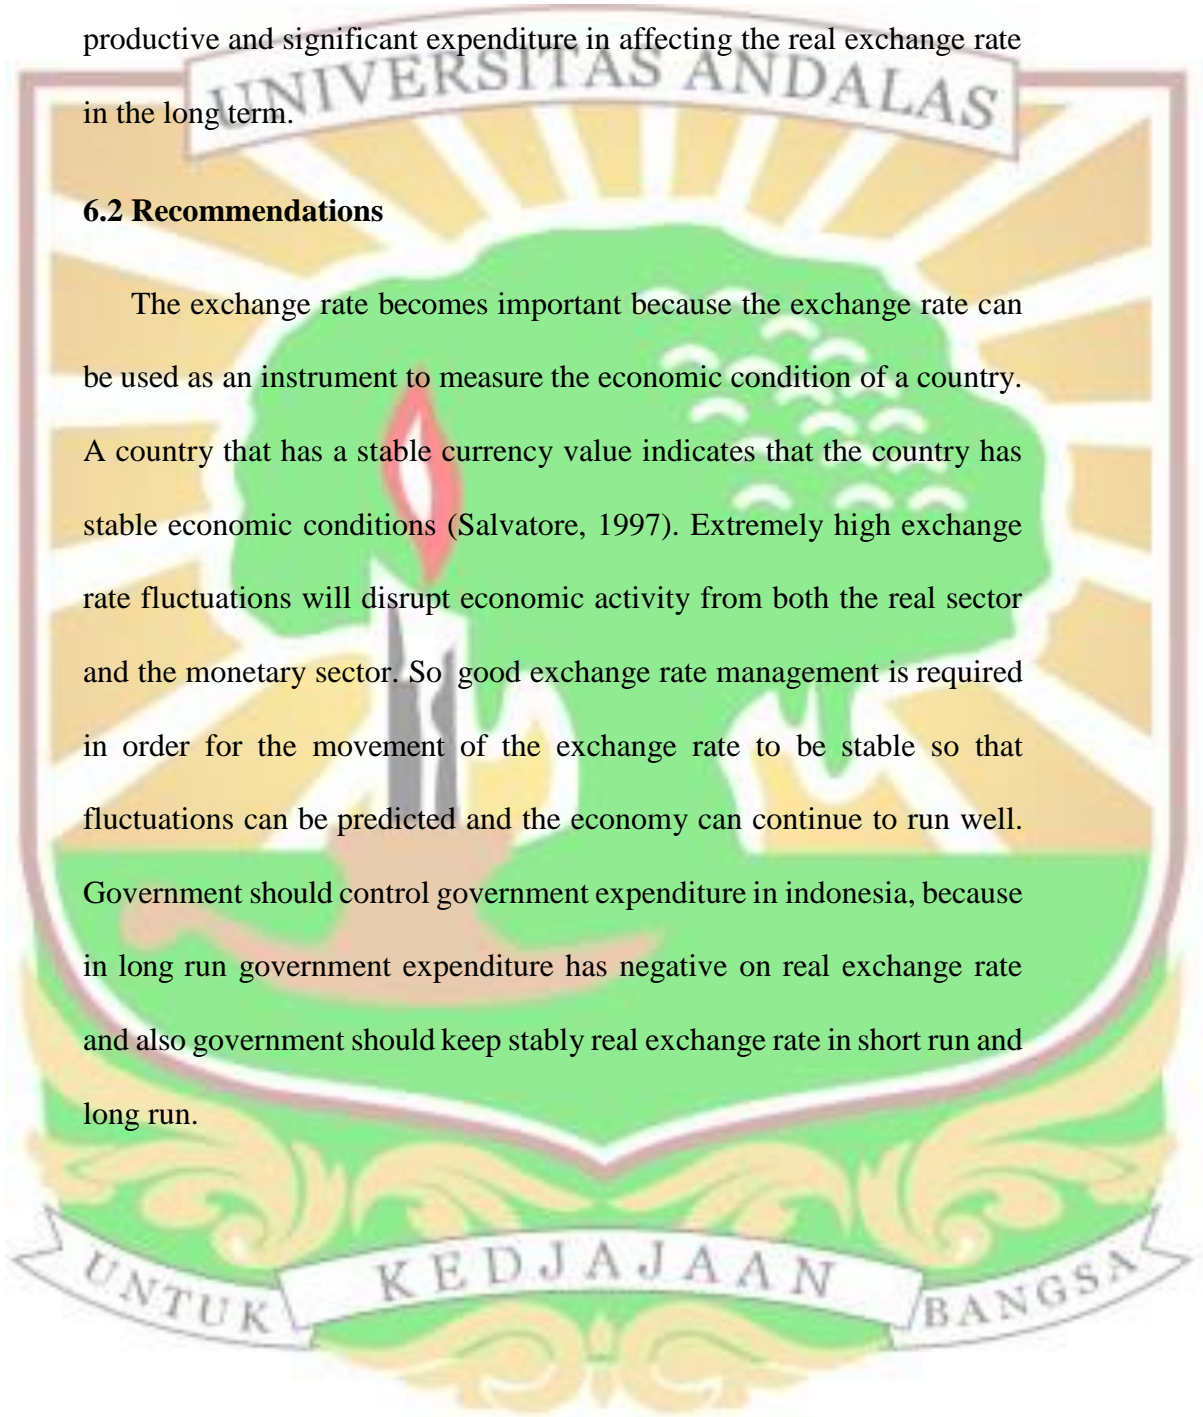 productive and significant expenditure in affecting the real exchange rate
UNIVERSITAS ANDALAS
in the long term.
6.2 Recommendations
The exchange rate becomes important because the exchange rate can
be used as an instrument to measure the economic condition of a country.
A country that has a stable currency value indicates that the country has
stable economic conditions (Salvatore, 1997). Extremely high exchange
rate fluctuations will disrupt economic activity from both the real sector
and the monetary sector. So good exchange rate management is required
in order for the movement of the exchange rate to be stable so that
fluctuations can be predicted and the economy can continue to run well.
Government should control government expenditure in indonesia, because
in long run government expenditure has negative on real exchange rate
and also government should keep stably real exchange rate in short run and
long run.
UNTUK KEDJAJAAN BANGSA